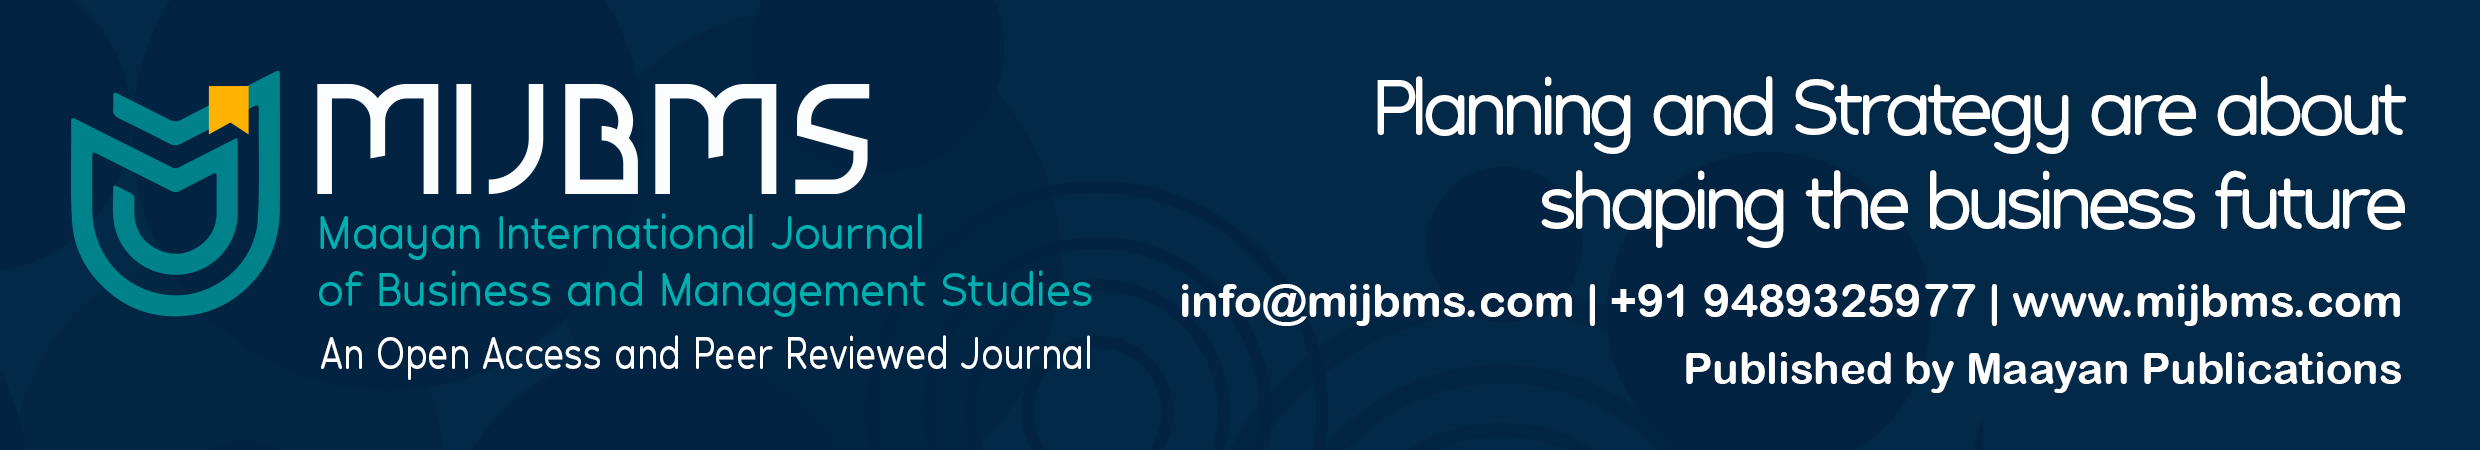 MIJBMS
Maayan International Journal
of Business and Management Studies
An Open Access and Peer Reviewed Journal
Planning and Strategy are about
shaping the business future
info@mijbms.com | +91 9489325977 | www.mijbms.com
Published by Maayan Publications